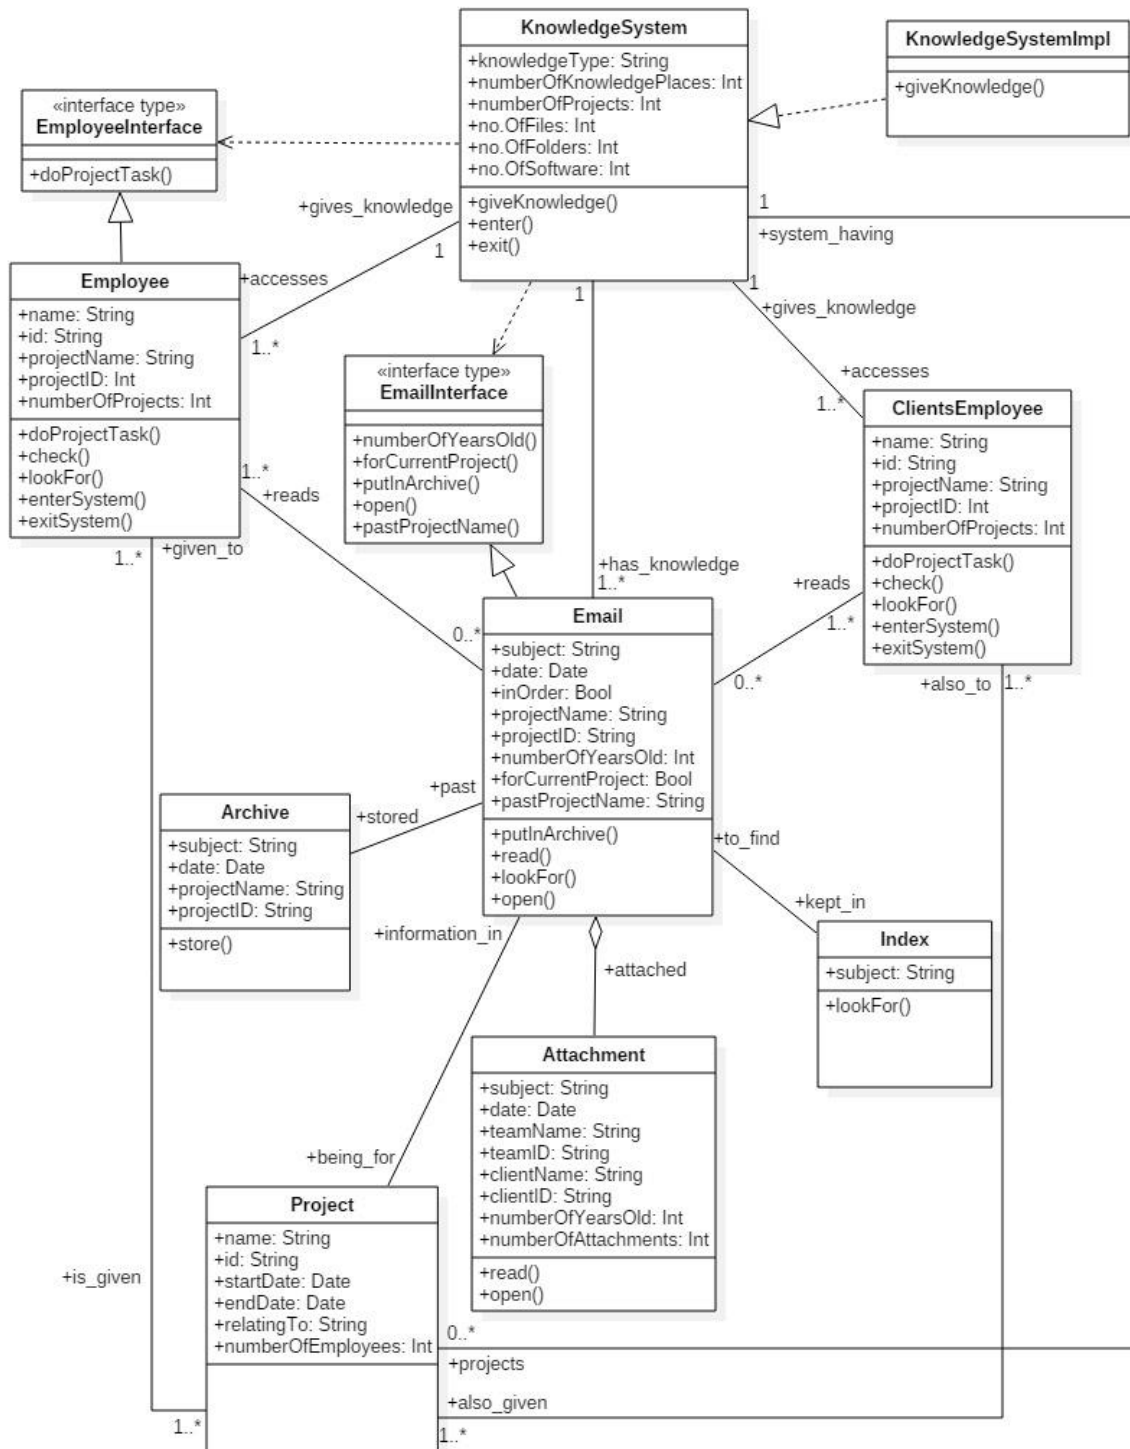 KnowledgeSystem
+knowledgeType: String
+numberOfKnowledgePlaces: Int
+numberOfProjects: Int
+no.OfFiles: Int
+no.OfFolders: Int
+no.OfSoftware: Int
+giveKnowledge()
+enter()
+exit()
KnowledgeSystemImpl
+giveKnowledge()
«interface type»
EmployeeInterface
+doProjectTask()
+gives_knowledge
1
+accesses
1..*
1
+system_having
1
+gives_knowledge
1
+accesses
1..*
Employee
+name: String
+id: String
+projectName: String
+projectID: Int
+numberOfProjects: Int
+doProjectTask()
+check()
+lookFor()
+enterSystem()
+exitSystem()
«interface type»
EmailInterface
+numberOfYearsOld()
+forCurrentProject()
+putInArchive()
+open()
+pastProjectName()
ClientsEmployee
+name: String
+id: String
+projectName: String
+projectID: Int
+numberOfProjects: Int
+doProjectTask()
+check()
+lookFor()
+enterSystem()
+exitSystem()
1..*
+reads
+given_to
1..*
+has_knowledge
1..*
+reads
1..*
0..*
0..*
+also_to
1..*
Email
+subject: String
+date: Date
+inOrder: Bool
+projectName: String
+projectID: String
+numberOfYearsOld: Int
+forCurrentProject: Bool
+pastProjectName: String
+putInArchive()
+read()
+lookFor()
+open()
+past
+stored
Archive
+subject: String
+date: Date
+projectName: String
+projectID: String
+store()
+to_find
+kept_in
Index
+subject: String
+lookFor()
+information_in
+attached
Attachment
+subject: String
+date: Date
+teamName: String
+teamID: String
+clientName: String
+clientID: String
+numberOfYearsOld: Int
+numberOfAttachments: Int
+read()
+open()
+being_for
Project
+name: String
+id: String
+startDate: Date
+endDate: Date
+relatingTo: String
+numberOfEmployees: Int
+is_given
1..*
0..*
+projects
+also_given
1..*